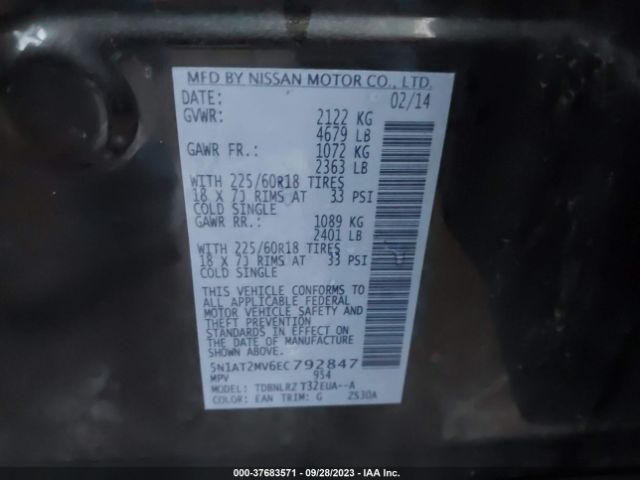 MFD BY NISSAN MOTOR CO., LTD.
DATE: 02/14
GVWR: 2122 KG
4679 LB
GAWR FR.: 1072 KG
2363 LB
WITH 225/60R18 TIRES
18 X 7J RIMS AT 33 PSI
COLD SINGLE
GAWR RR.: 1089 KG
2401 LB
WITH 225/60R18 TIRES
18 X 7J RIMS AT 33 PSI
COLD SINGLE
THIS VEHICLE CONFORMS TO
ALL APPLICABLE FEDERAL
MOTOR VEHICLE SAFETY AND
THEFT PREVENTION
STANDARDS IN EFFECT ON
THE DATE OF MANUFACTURE
SHOWN ABOVE.
5N1AT2MV6EC792847
MPV 954
MODEL: TDBNLRZ T32EUA--A
COLOR: EAN TRIM: G ZS30A
000-37683571 | 09/28/2023 | IAA Inc.